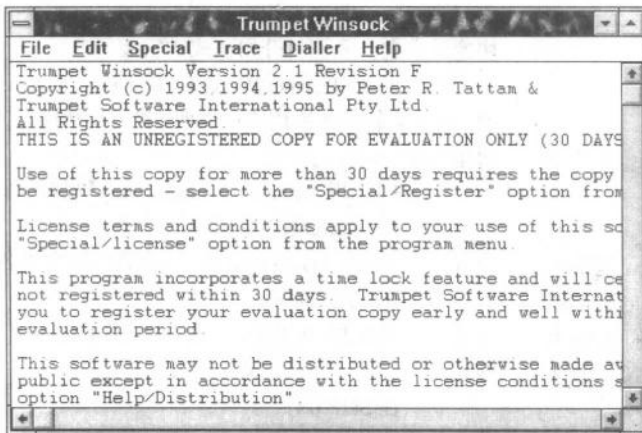 Trumpet Winsock
File Edit Special Trace Dialler Help
Trumpet Winsock Version 2.1 Revision F
Copyright (c) 1993,1994,1995 by Peter R. Tattam &
Trumpet Software International Pty Ltd.
All Rights Reserved.
THIS IS AN UNREGISTERED COPY FOR EVALUATION ONLY (30 DAYS
Use of this copy for more than 30 days requires the copy
be registered - select the "Special/Register" option from
License terms and conditions apply to your use of this
"Special/license" option from the program menu.
This program incorporates a time lock feature and will ce
not registered within 30 days. Trumpet Software Internat
you to register your evaluation copy early and well withi
evaluation period.
This software may not be distributed or otherwise made av
public except in accordance with the license conditions s
option "Help/Distribution".